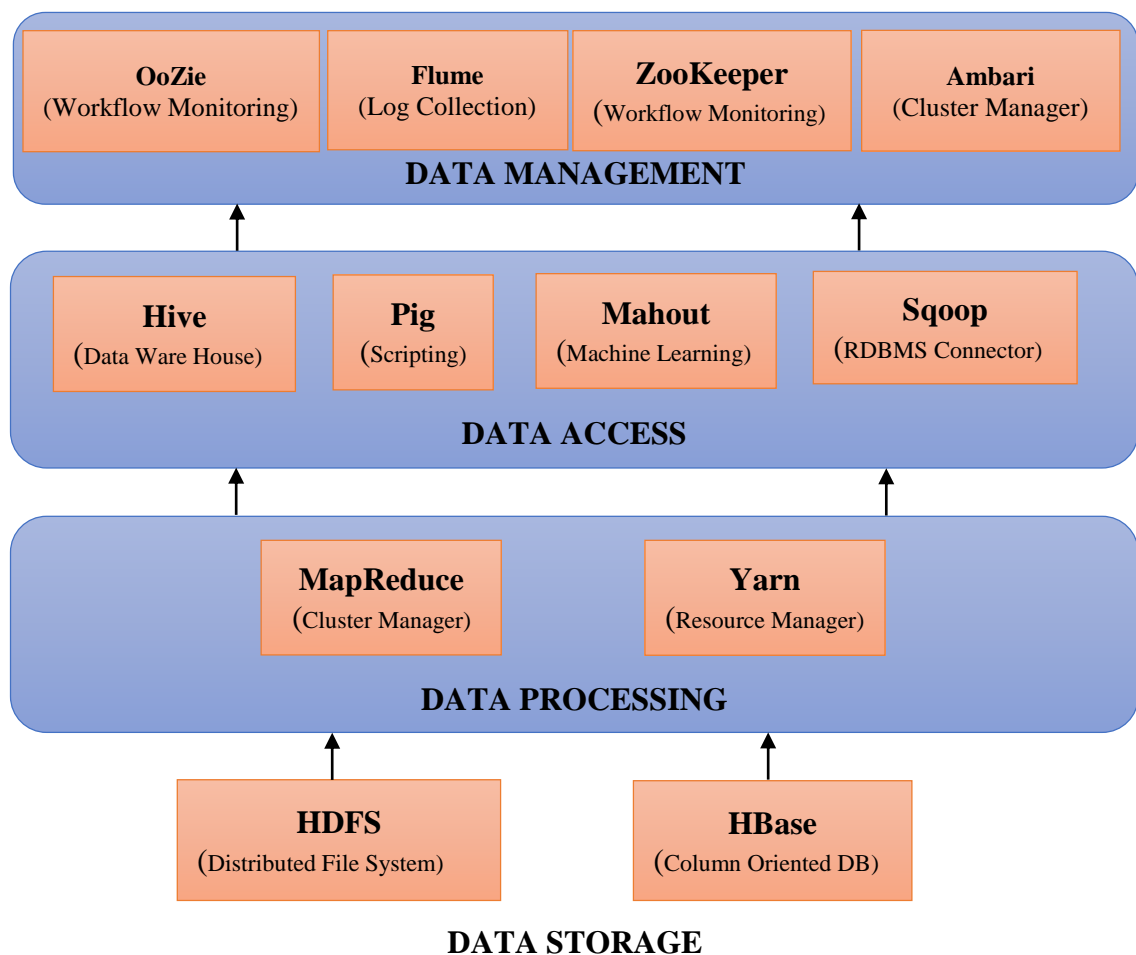 OoZie
(Workflow Monitoring)
Flume
(Log Collection)
ZooKeeper
(Workflow Monitoring)
Ambari
(Cluster Manager)
DATA MANAGEMENT
Hive
(Data Ware House)
Pig
(Scripting)
Mahout
(Machine Learning)
Sqoop
(RDBMS Connector)
DATA ACCESS
MapReduce
(Cluster Manager)
Yarn
(Resource Manager)
DATA PROCESSING
HDFS
(Distributed File System)
HBase
(Column Oriented DB)
DATA STORAGE